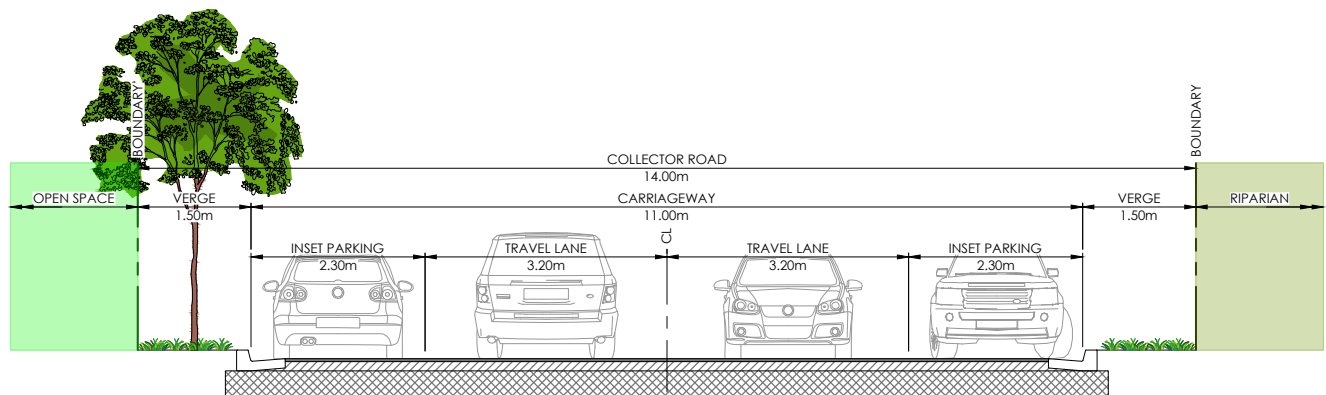 BOUNDARY
BOUNDARY
COLLECTOR ROAD
14.00m
OPEN SPACE
VERGE
1.50m
CARRIAGEWAY
11.00m
VERGE
1.50m
RIPARIAN
CL
INSET PARKING
2.30m
TRAVEL LANE
3.20m
TRAVEL LANE
3.20m
INSET PARKING
2.30m